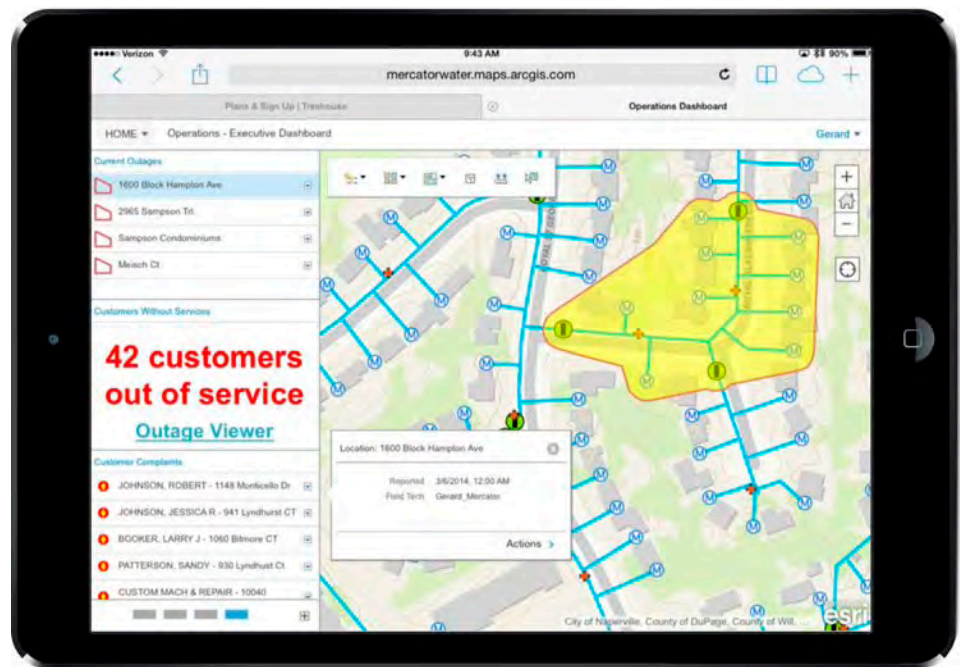 Verizon
9:43 AM
90%
mercatorwater.maps.arcgis.com
Plans & Sign Up | Treehouse
Operations Dashboard
HOME
Operations - Executive Dashboard
Gerard
Current Outages
1600 Block Hampton Ave
2965 Sampson Trl
Sampson Condominiums
Meisch Ct
Customers Without Services
42 customers
out of service
Outage Viewer
Customer Complaints
JOHNSON, ROBERT - 1148 Monticello Dr
JOHNSON, JESSICA R - 941 Lyndhurst CT
BOOKER, LARRY J - 1060 Bitmore CT
PATTERSON, SANDY - 930 Lyndhust Ct
CUSTOM MACH & REPAIR - 10040
Location: 1600 Block Hampton Ave
Reported 3/6/2014, 12:00 AM
Field Tech Gerard_Mercator
Actions >
City of Naperville, County of DuPage, County of Will, ...
esri